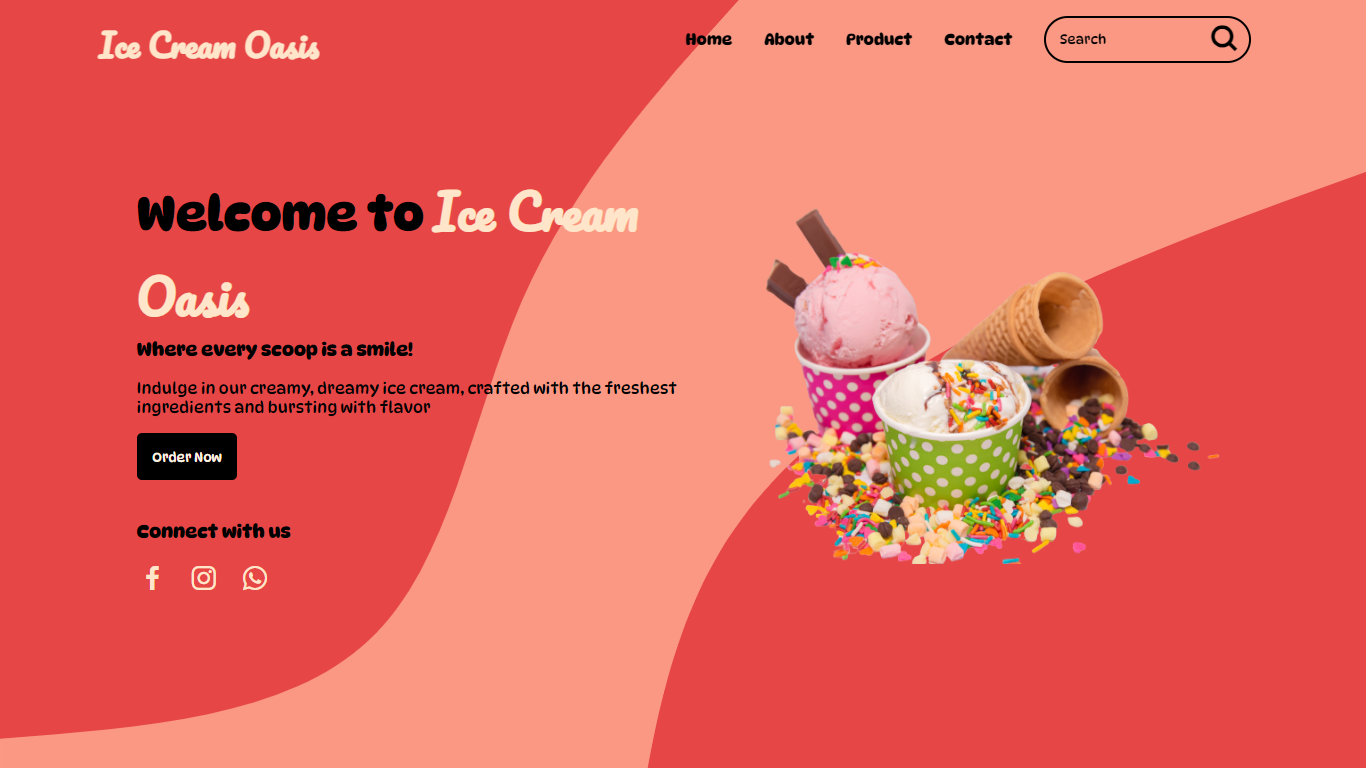 Ice Cream Oasis
Home About Product Contact Search
Welcome to Ice Cream
Oasis
Where every scoop is a smile!
Indulge in our creamy, dreamy ice cream, crafted with the freshest
ingredients and bursting with flavor
Order Now
Connect with us